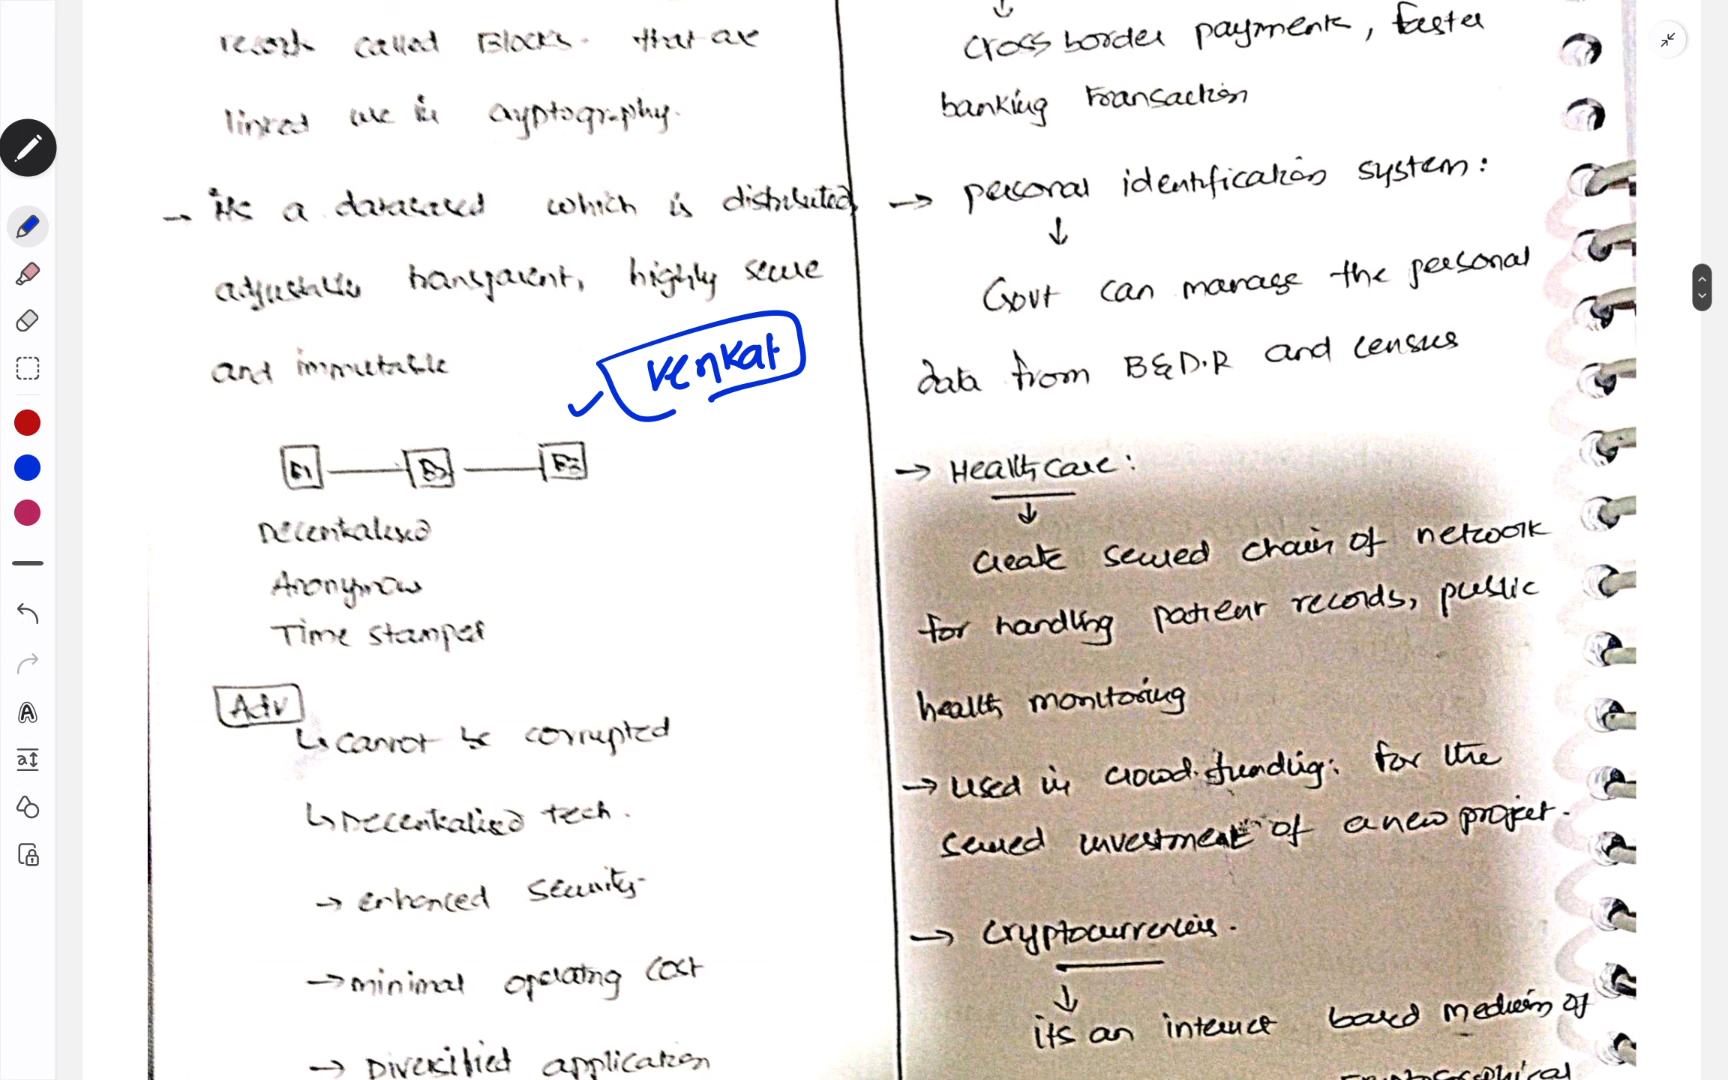 records called Blocks. that are
linked use in cryptography.
→ its a databased which is distributed,
adjustable transparent, highly secure
and immutable
venkat
B1 B2 B3
Decentralised
Anonymous
Time stamped
Adv
↳ cannot be corrupted
↳ Decentralised tech.
→ enhanced security-
→ minimal operating cost
→ Diversified application
↓
cross border payments, faster
banking transaction
→ personal identification system:
↓
Govt can manage the personal
data from B&D.R and census
→ Healthcare:
↓
Create secured chain of network
for handling patient records, public
health monitoring
→ used in crowd.funding: for the
secured investment of a new project.
→ Cryptocurrencies.
↓
its an internet based medium of